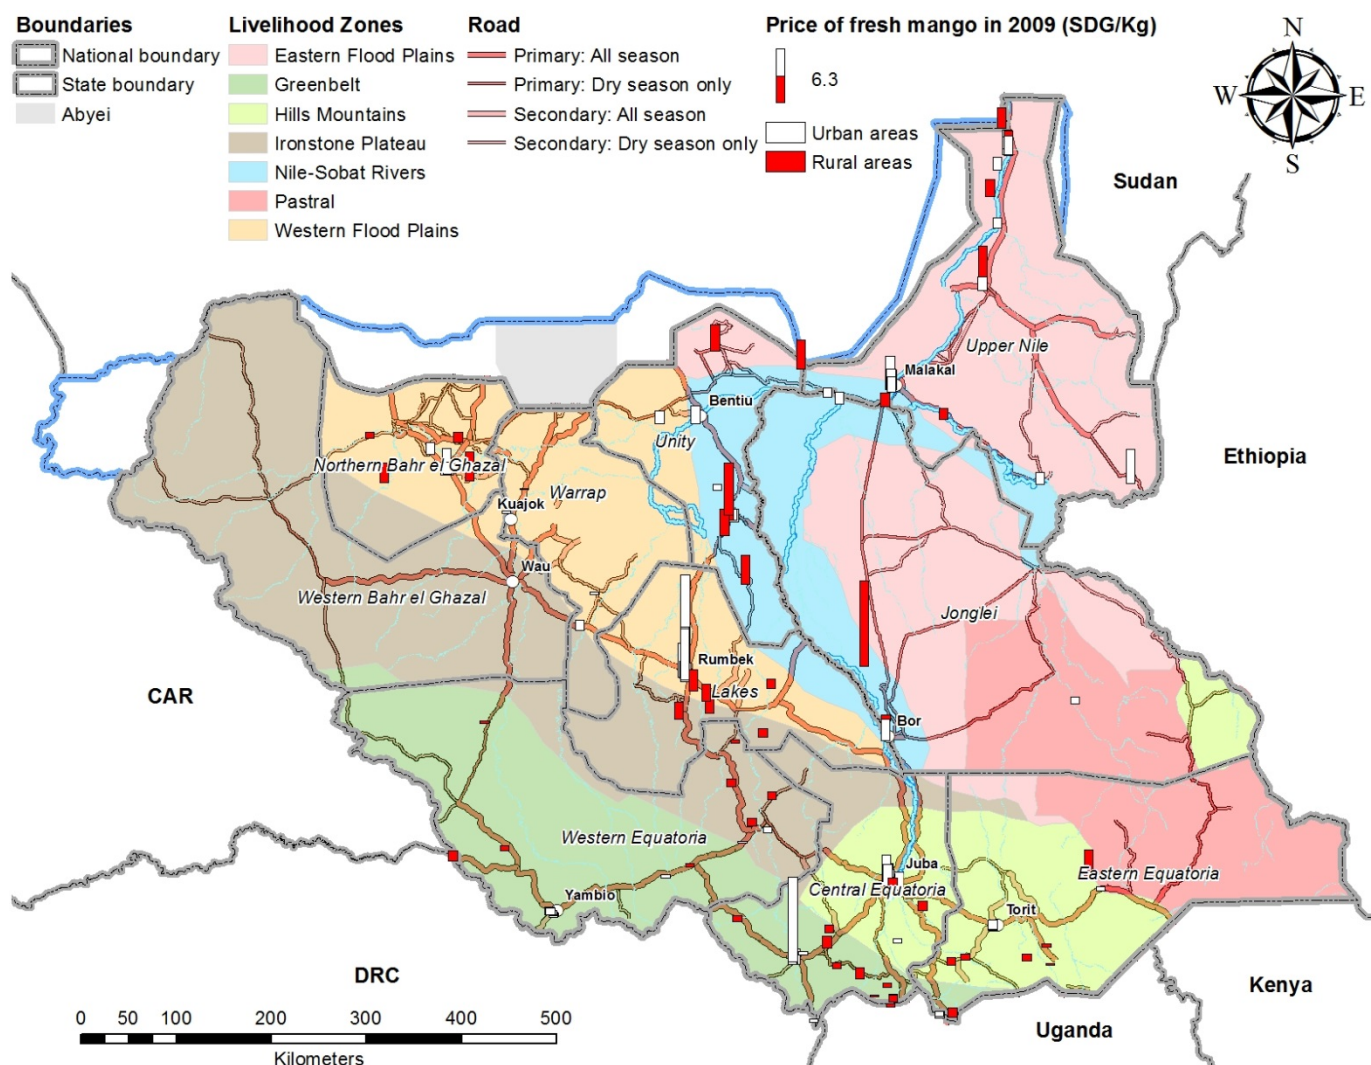 Boundaries
National boundary
State boundary
Abyei
Livelihood Zones
Eastern Flood Plains
Greenbelt
Hills Mountains
Ironstone Plateau
Nile-Sobat Rivers
Pastral
Western Flood Plains
Road
Primary: All season
Primary: Dry season only
Secondary: All season
Secondary: Dry season only
Price of fresh mango in 2009 (SDG/Kg)
6.3
Urban areas
Rural areas
N
W E
S
Sudan
Upper Nile
Malakal
Bentiu
Unity
Ethiopia
Northern Bahr el Ghazal
Warrap
Kuajok
Wau
Western Bahr el Ghazal
Jonglei
Rumbek
Lakes
CAR
Bor
Western Equatoria
Juba
Central Equatoria
Eastern Equatoria
Yambio
Torit
DRC
Kenya
Uganda
0 50 100 200 300 400 500
Kilometers